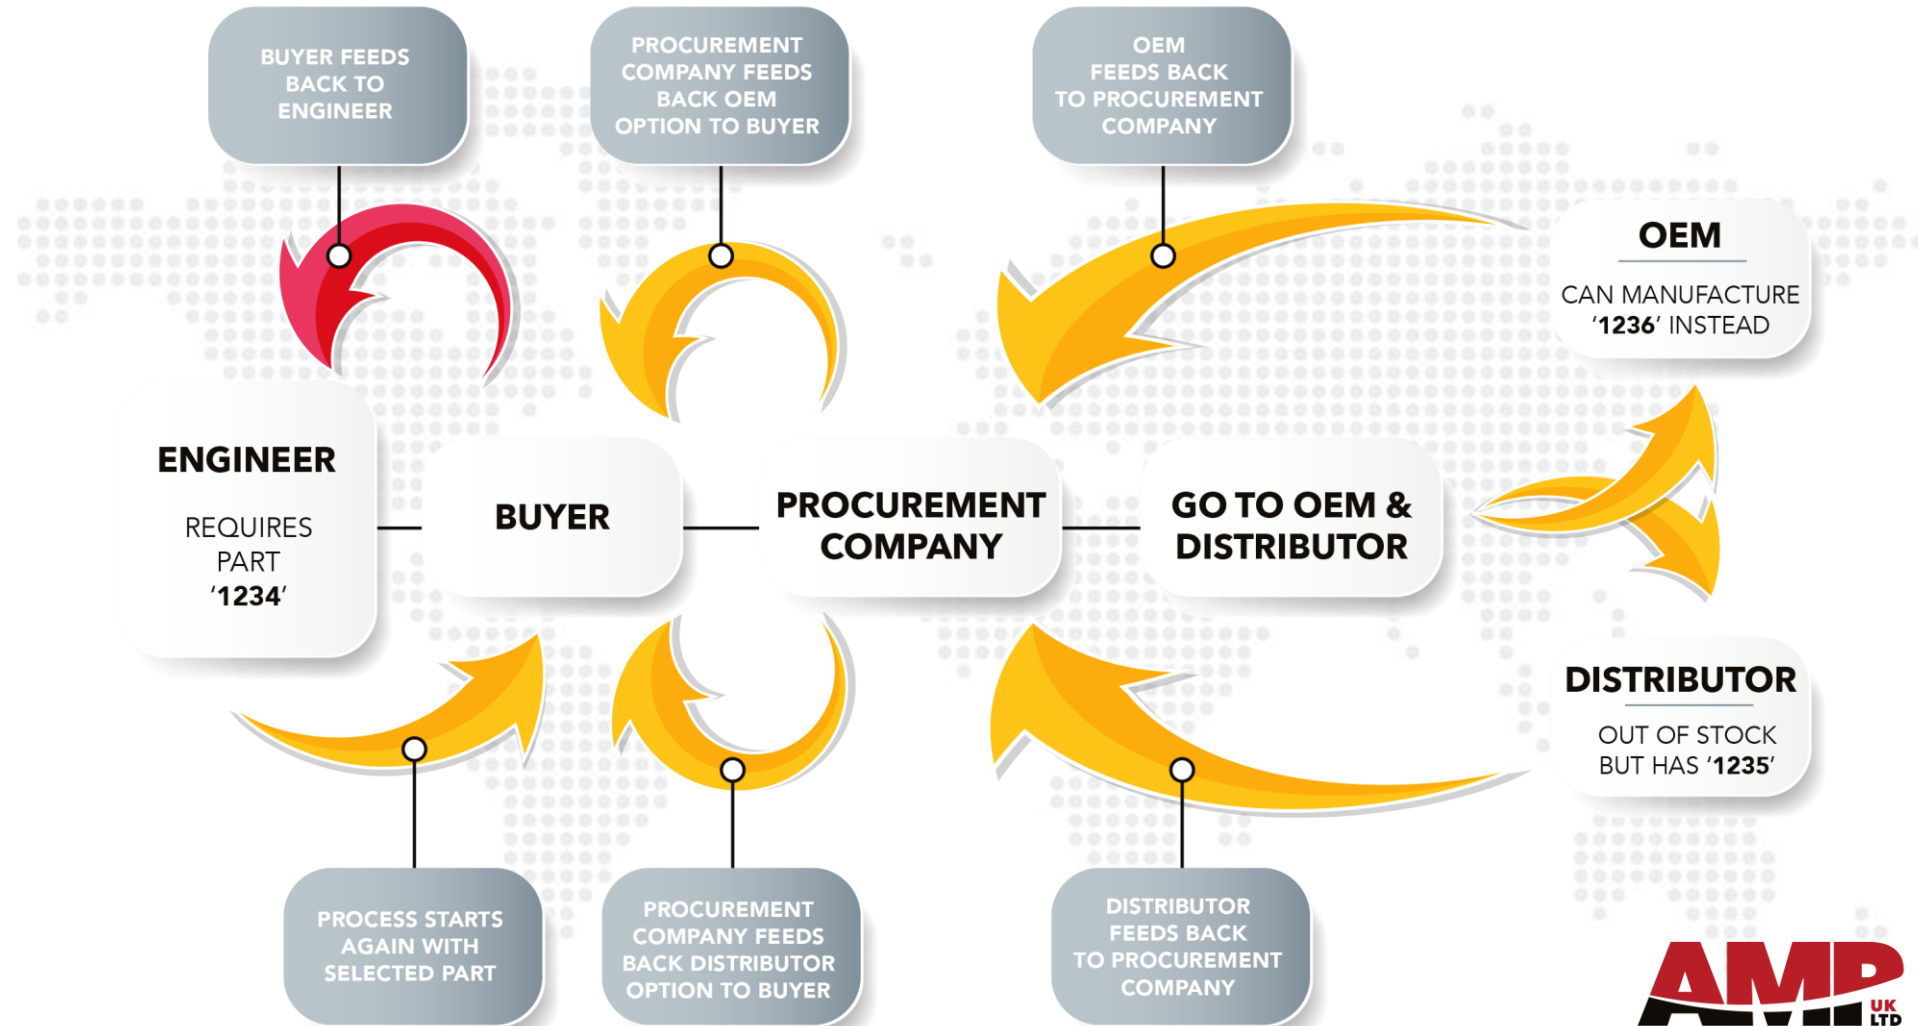 BUYER FEEDS
BACK TO
ENGINEER
PROCUREMENT
COMPANY FEEDS
BACK OEM
OPTION TO BUYER
OEM
FEEDS BACK
TO PROCUREMENT
COMPANY
OEM
CAN MANUFACTURE
‘1236’ INSTEAD
ENGINEER
REQUIRES
PART
‘1234’
BUYER
PROCUREMENT
COMPANY
GO TO OEM &
DISTRIBUTOR
DISTRIBUTOR
OUT OF STOCK
BUT HAS ‘1235’
PROCESS STARTS
AGAIN WITH
SELECTED PART
PROCUREMENT
COMPANY FEEDS
BACK DISTRIBUTOR
OPTION TO BUYER
DISTRIBUTOR
FEEDS BACK
TO PROCUREMENT
COMPANY
AMP
UK
LTD